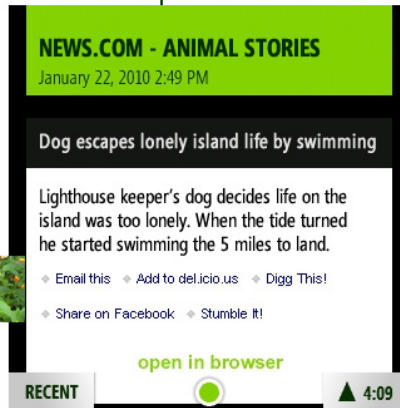 NEWS.COM - ANIMAL STORIES
January 22, 2010 2:49 PM
Dog escapes lonely island life by swimming
Lighthouse keeper's dog decides life on the
island was too lonely. When the tide turned
he started swimming the 5 miles to land.
Email this Add to del.icio.us Digg This!
Share on Facebook Stumble It!
open in browser
RECENT 4:09